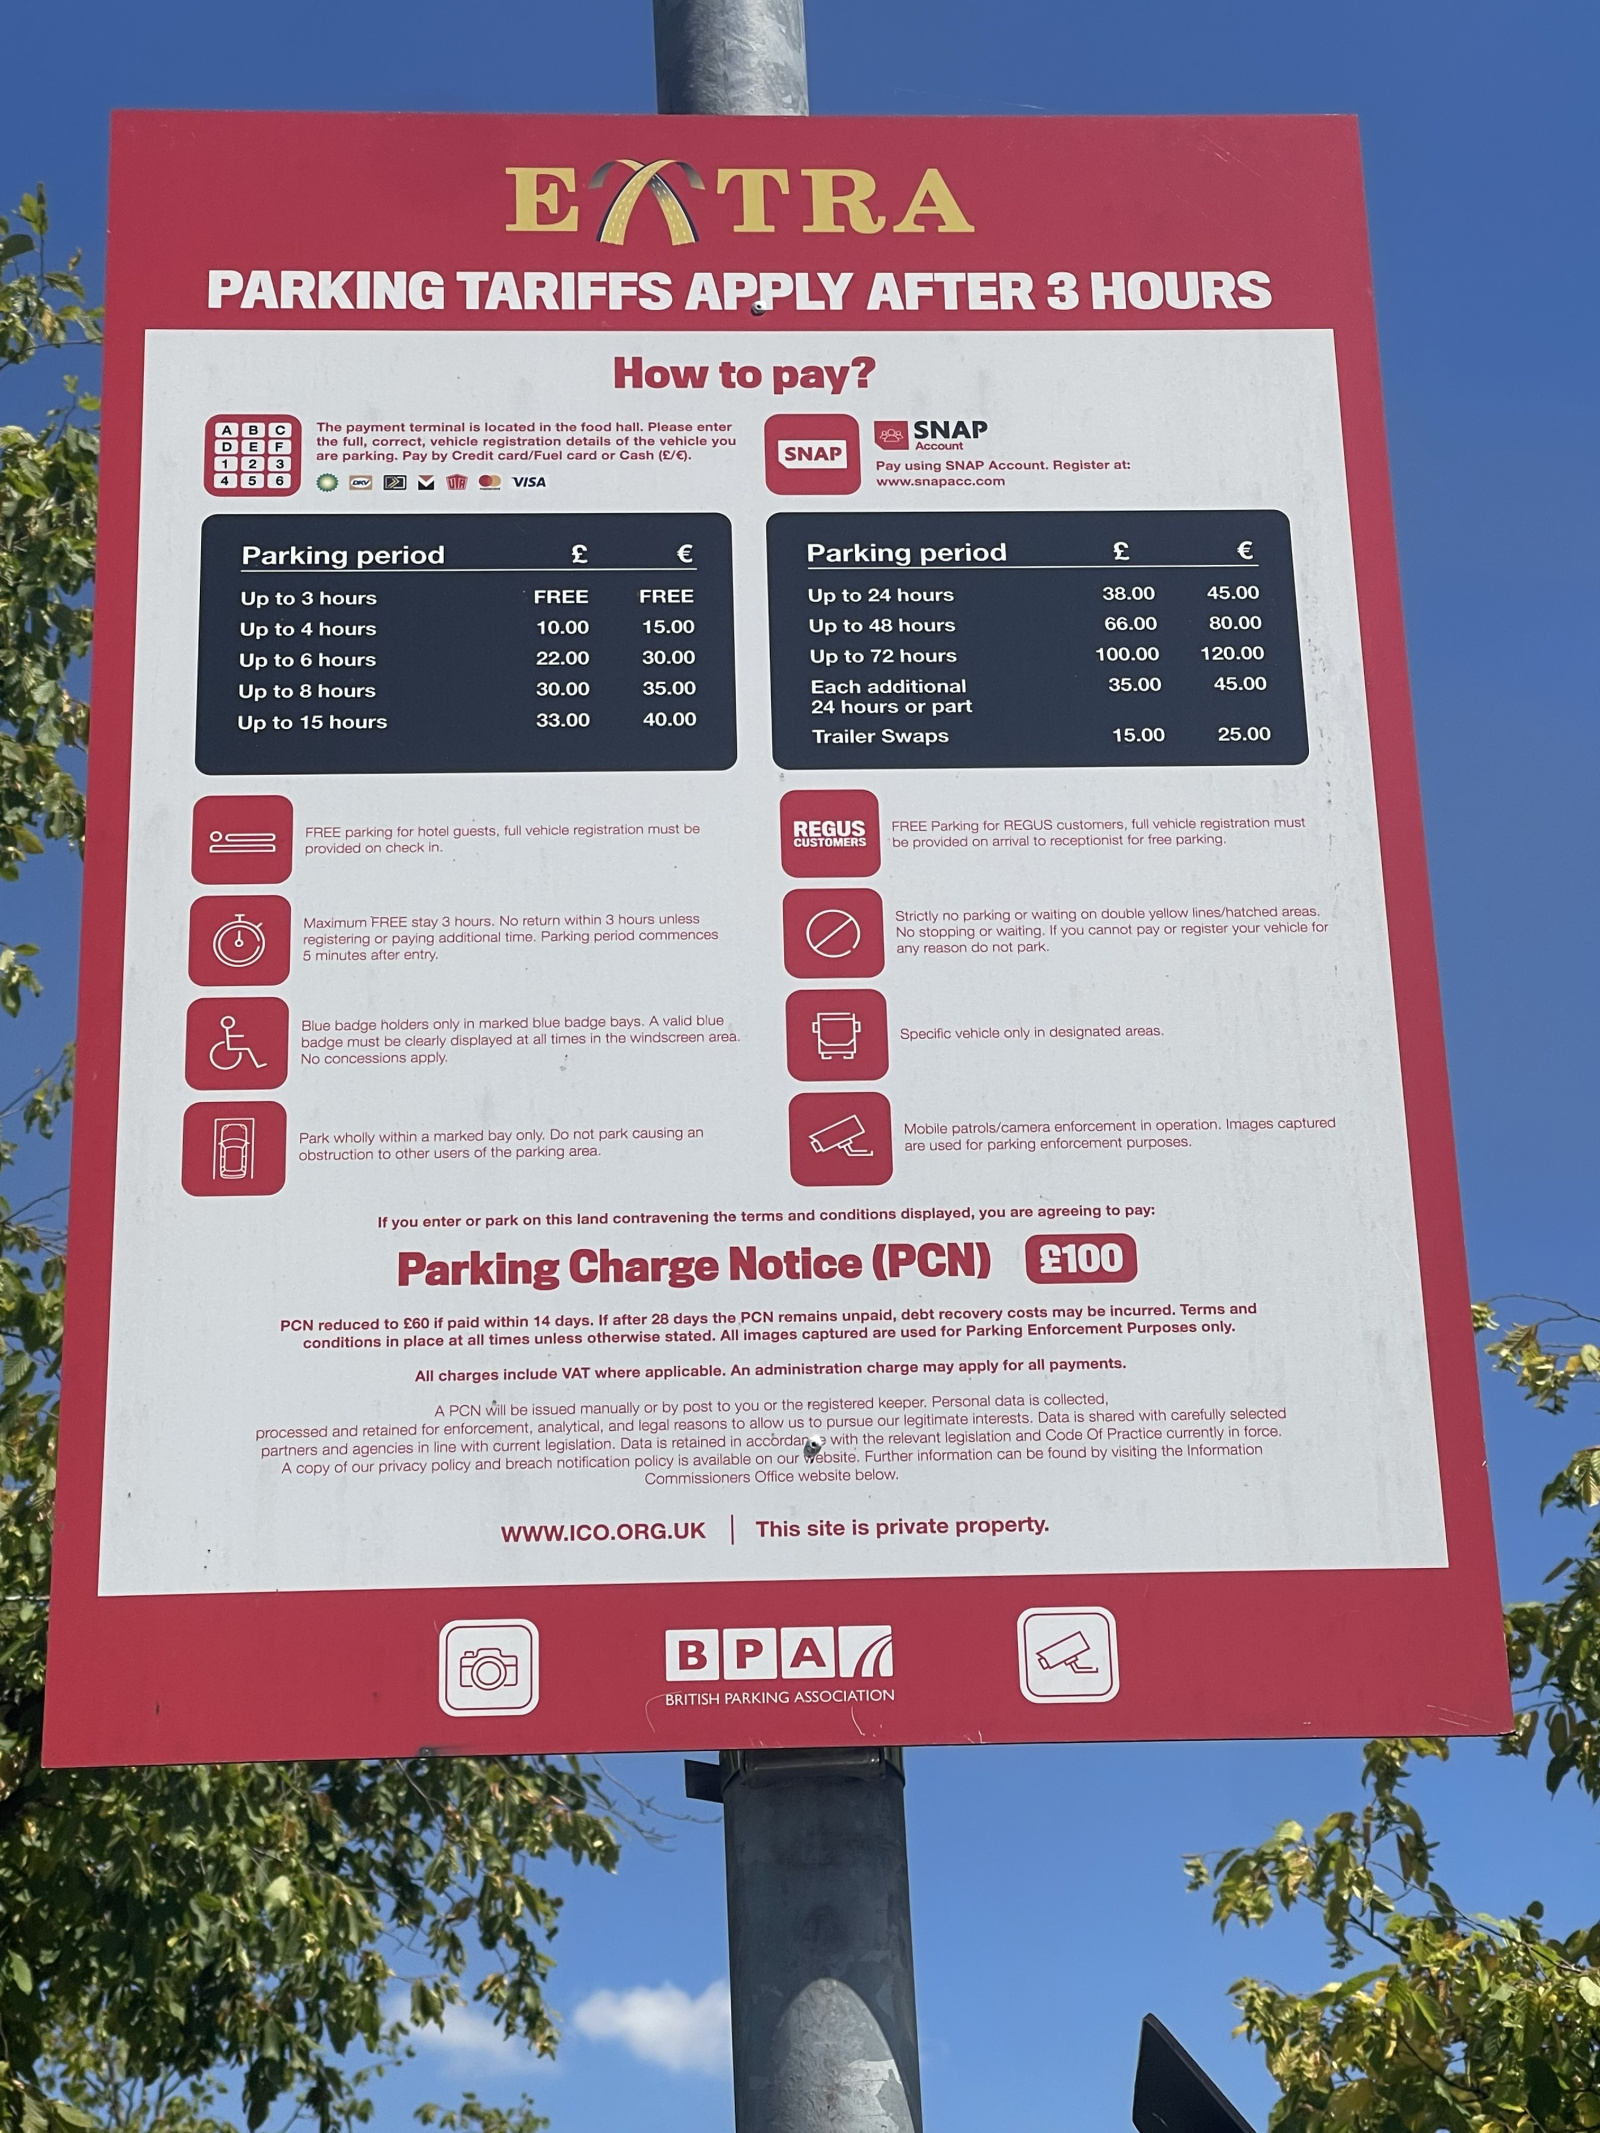 EXTRA
PARKING TARIFFS APPLY AFTER 3 HOURS
How to pay?
A B C
D E F
1 2 3
4 5 6
The payment terminal is located in the food hall. Please enter
the full, correct, vehicle registration details of the vehicle you
are parking. Pay by Credit card/Fuel card or Cash (£/€).
DKV UTA VISA
SNAP
SNAP
Account
Pay using SNAP Account. Register at:
www.snapacc.com
Parking period £ €
Up to 3 hours FREE FREE
Up to 4 hours 10.00 15.00
Up to 6 hours 22.00 30.00
Up to 8 hours 30.00 35.00
Up to 15 hours 33.00 40.00
Parking period £ €
Up to 24 hours 38.00 45.00
Up to 48 hours 66.00 80.00
Up to 72 hours 100.00 120.00
Each additional 35.00 45.00
24 hours or part
Trailer Swaps 15.00 25.00
FREE parking for hotel guests, full vehicle registration must be
provided on check in.
REGUS
CUSTOMERS
FREE Parking for REGUS customers, full vehicle registration must
be provided on arrival to receptionist for free parking.
Maximum FREE stay 3 hours. No return within 3 hours unless
registering or paying additional time. Parking period commences
5 minutes after entry.
Strictly no parking or waiting on double yellow lines/hatched areas.
No stopping or waiting. If you cannot pay or register your vehicle for
any reason do not park.
Blue badge holders only in marked blue badge bays. A valid blue
badge must be clearly displayed at all times in the windscreen area.
No concessions apply.
Specific vehicle only in designated areas.
Park wholly within a marked bay only. Do not park causing an
obstruction to other users of the parking area.
Mobile patrols/camera enforcement in operation. Images captured
are used for parking enforcement purposes.
If you enter or park on this land contravening the terms and conditions displayed, you are agreeing to pay:
Parking Charge Notice (PCN) £100
PCN reduced to £60 if paid within 14 days. If after 28 days the PCN remains unpaid, debt recovery costs may be incurred. Terms and
conditions in place at all times unless otherwise stated. All images captured are used for Parking Enforcement Purposes only.
All charges include VAT where applicable. An administration charge may apply for all payments.
A PCN will be issued manually or by post to you or the registered keeper. Personal data is collected,
processed and retained for enforcement, analytical, and legal reasons to allow us to pursue our legitimate interests. Data is shared with carefully selected
partners and agencies in line with current legislation. Data is retained in accordance with the relevant legislation and Code Of Practice currently in force.
A copy of our privacy policy and breach notification policy is available on our website. Further information can be found by visiting the Information
Commissioners Office website below.
WWW.ICO.ORG.UK | This site is private property.
BPA
BRITISH PARKING ASSOCIATION